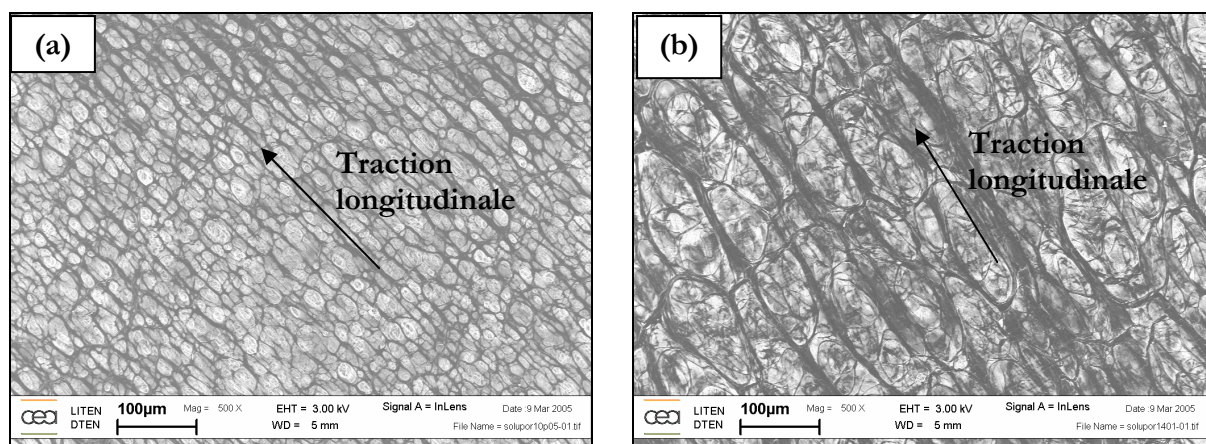 (a)
Traction
longitudinale
cea
LITEN
DTEN
100µm
Mag = 500 X
EHT = 3.00 kV
WD = 5 mm
Signal A = InLens
Date :9 Mar 2005
File Name = solupor10p05-01.tif
(b)
Traction
longitudinale
cea
LITEN
DTEN
100µm
Mag = 500 X
EHT = 3.00 kV
WD = 5 mm
Signal A = InLens
Date :9 Mar 2005
File Name = solupor1401-01.tif